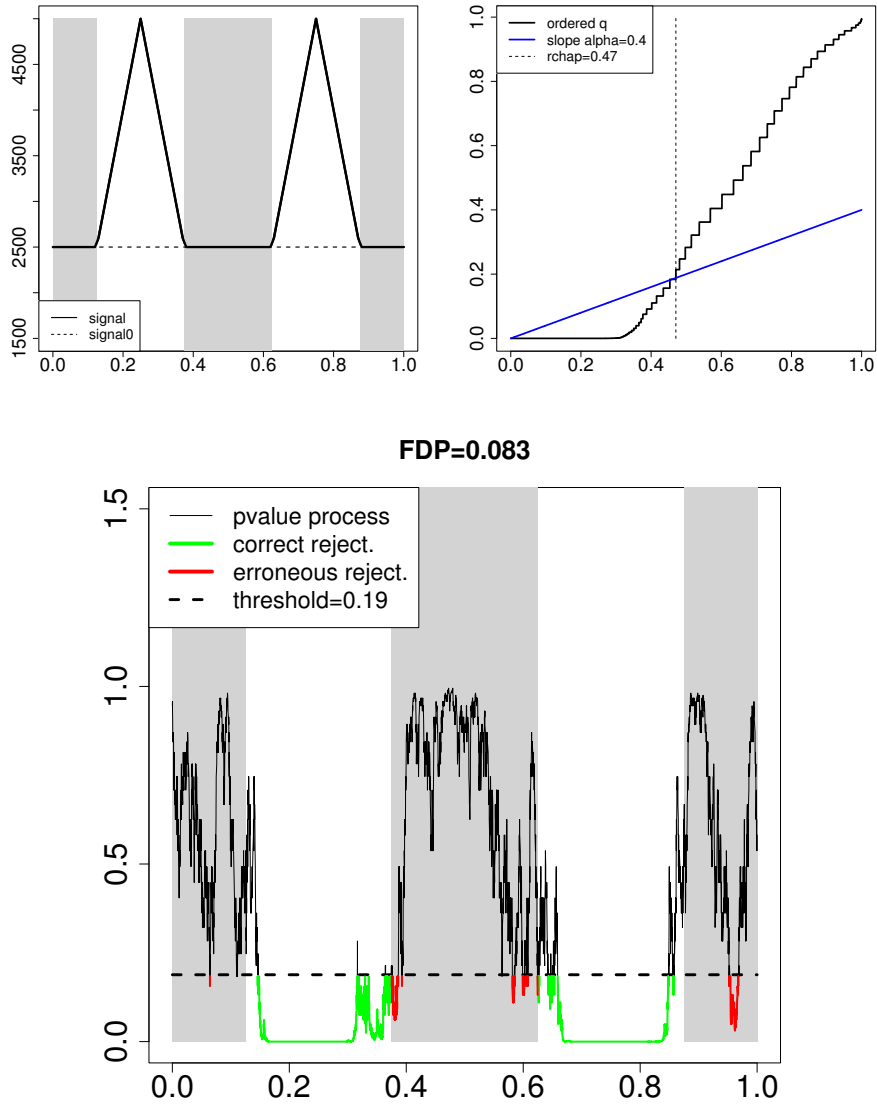 4500
3500
2500
1500
signal
signal0
0.0 0.2 0.4 0.6 0.8 1.0
1.0
0.8
0.6
0.4
0.2
0.0
ordered q
slope alpha=0.4
rchap=0.47
0.0 0.2 0.4 0.6 0.8 1.0
FDP=0.083
1.5
1.0
0.5
0.0
pvalue process
correct reject.
erroneous reject.
threshold=0.19
0.0 0.2 0.4 0.6 0.8 1.0